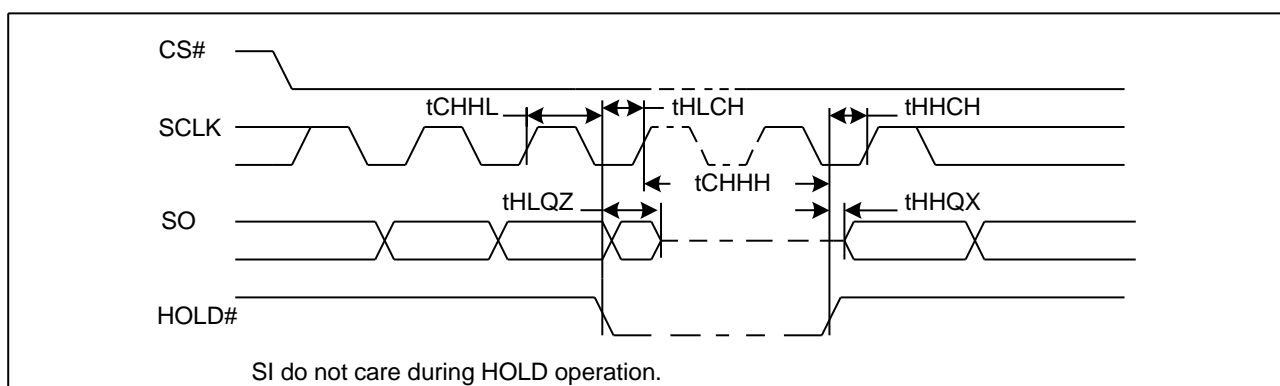 CS#
tCHHL
tHLCH
tHHCH
SCLK
tCHHH
tHLQZ
tHHQX
SO
HOLD#
SI do not care during HOLD operation.